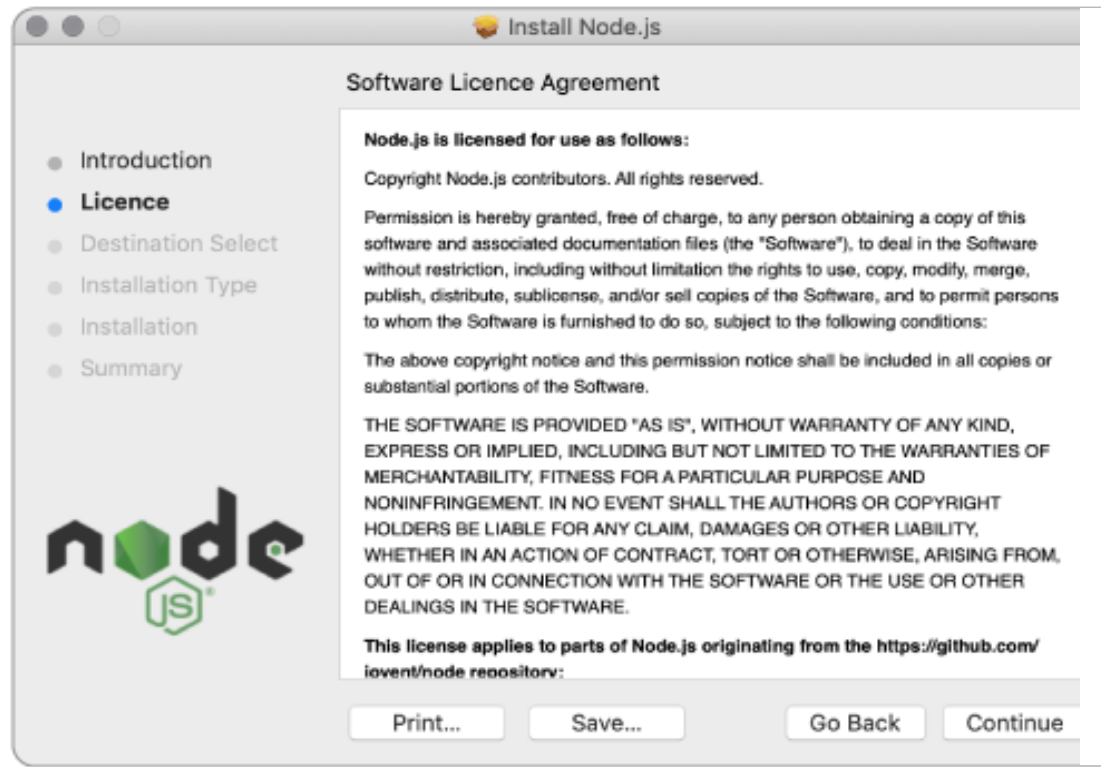 Install Node.js
Software Licence Agreement
Introduction
Licence
Destination Select
Installation Type
Installation
Summary
node
JS
Node.js is licensed for use as follows:
Copyright Node.js contributors. All rights reserved.
Permission is hereby granted, free of charge, to any person obtaining a copy of this
software and associated documentation files (the "Software"), to deal in the Software
without restriction, including without limitation the rights to use, copy, modify, merge,
publish, distribute, sublicense, and/or sell copies of the Software, and to permit persons
to whom the Software is furnished to do so, subject to the following conditions:
The above copyright notice and this permission notice shall be included in all copies or
substantial portions of the Software.
THE SOFTWARE IS PROVIDED "AS IS", WITHOUT WARRANTY OF ANY KIND,
EXPRESS OR IMPLIED, INCLUDING BUT NOT LIMITED TO THE WARRANTIES OF
MERCHANTABILITY, FITNESS FOR A PARTICULAR PURPOSE AND
NONINFRINGEMENT. IN NO EVENT SHALL THE AUTHORS OR COPYRIGHT
HOLDERS BE LIABLE FOR ANY CLAIM, DAMAGES OR OTHER LIABILITY,
WHETHER IN AN ACTION OF CONTRACT, TORT OR OTHERWISE, ARISING FROM,
OUT OF OR IN CONNECTION WITH THE SOFTWARE OR THE USE OR OTHER
DEALINGS IN THE SOFTWARE.
This license applies to parts of Node.js originating from the https://github.com/
joyent/node repository:
Print...
Save...
Go Back
Continue